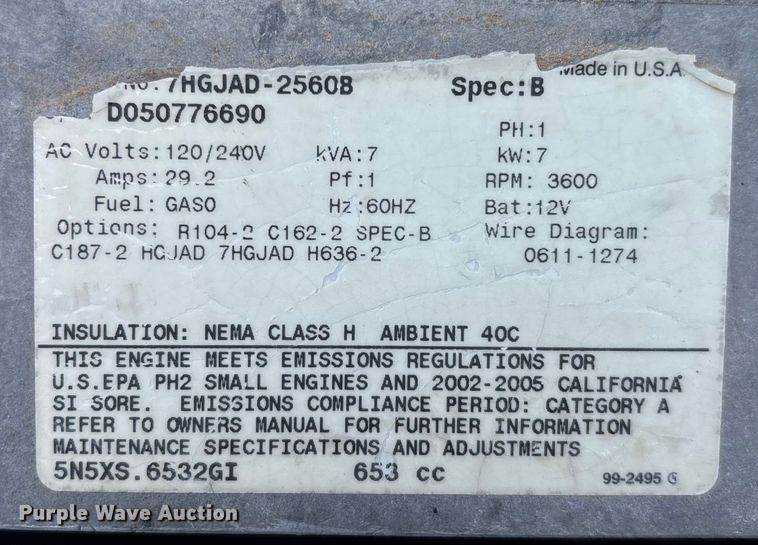 No. 7HGJAD-2560B Spec:B Made in U.S.A.
D050776690
PH:1
AC Volts: 120/240V kVA:7 kW:7
Amps: 29.2 Pf:1 RPM: 3600
Fuel: GASO Hz:60HZ Bat:12V
Options: R104-2 C162-2 SPEC-B Wire Diagram:
C187-2 HGJAD 7HGJAD H636-2 0611-1274
INSULATION: NEMA CLASS H AMBIENT 40C
THIS ENGINE MEETS EMISSIONS REGULATIONS FOR
U.S.EPA PH2 SMALL ENGINES AND 2002-2005 CALIFORNIA
SI SORE. EMISSIONS COMPLIANCE PERIOD: CATEGORY A
REFER TO OWNERS MANUAL FOR FURTHER INFORMATION
MAINTENANCE SPECIFICATIONS AND ADJUSTMENTS
5N5XS.6532GI 653 cc 99-2495 G
Purple Wave Auction